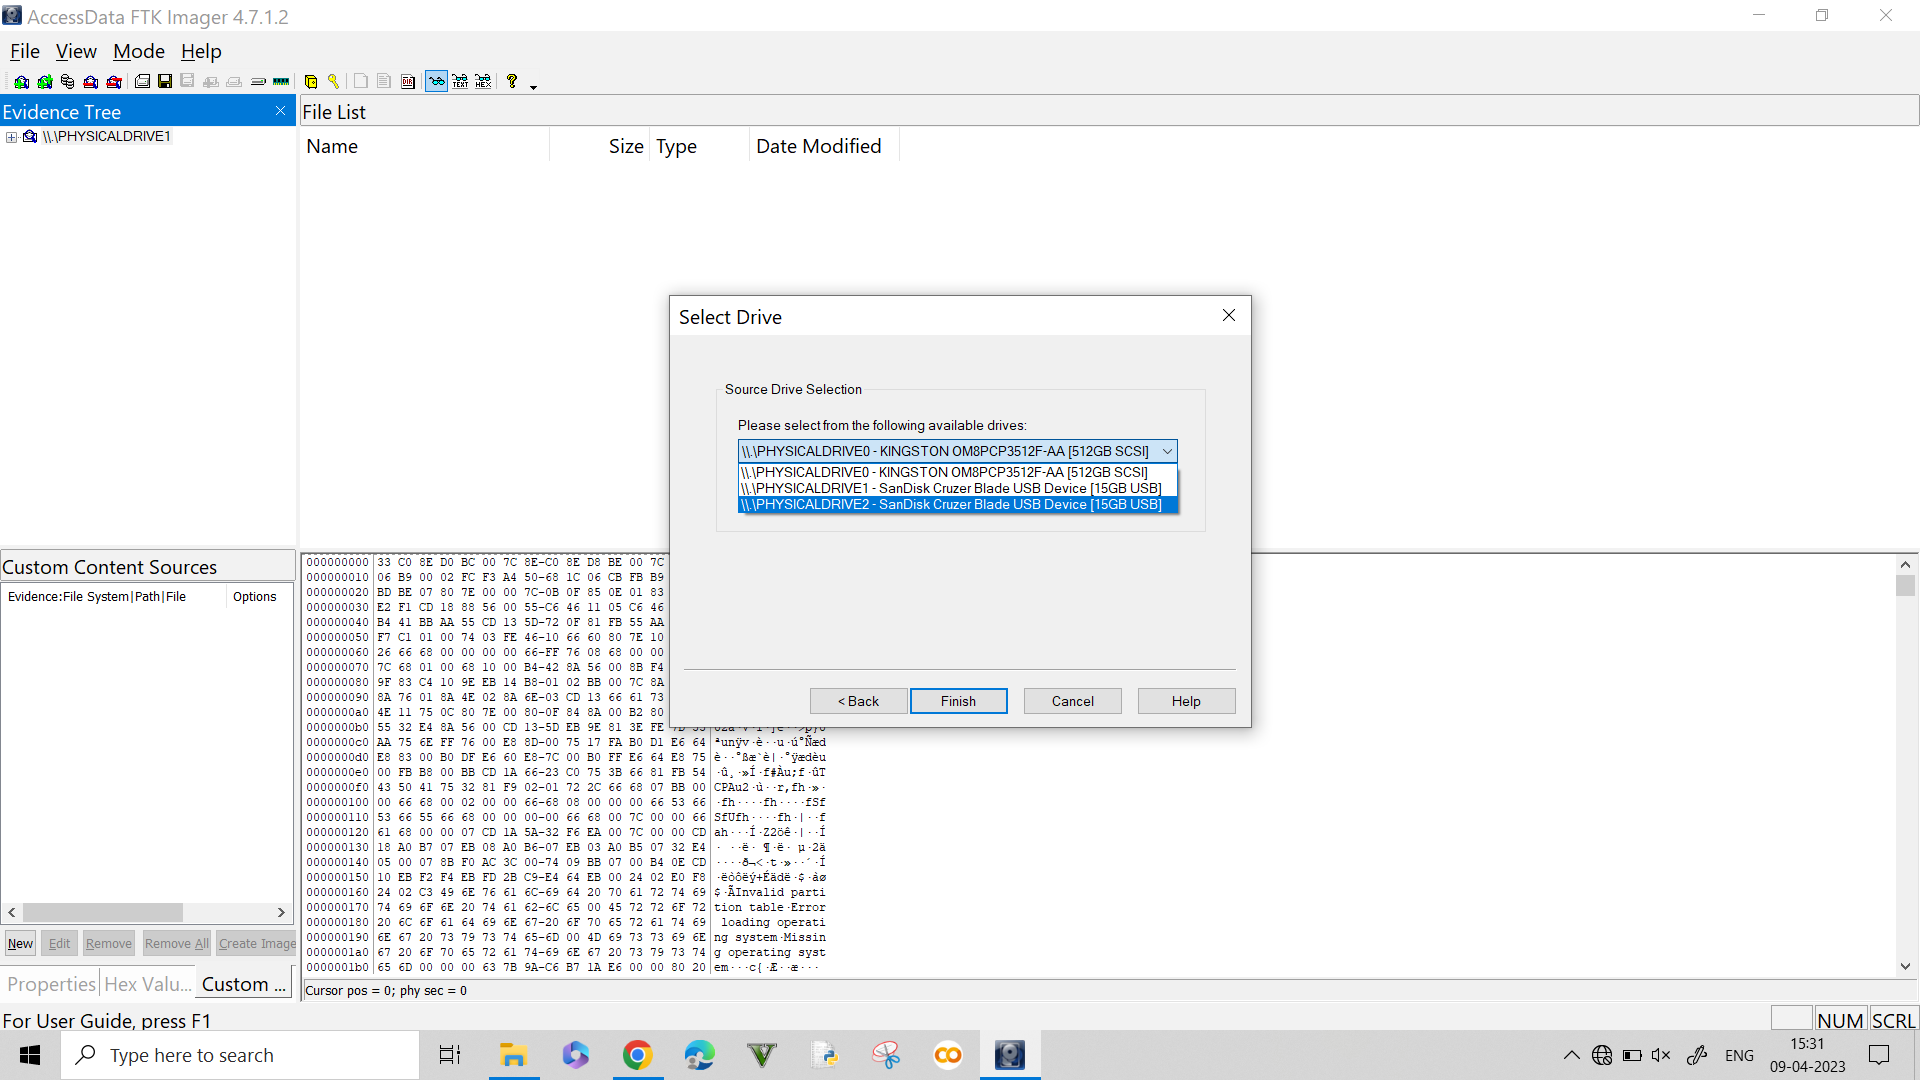 AccessData FTK Imager 4.7.1.2
File View Mode Help
Evidence Tree
\\.\PHYSICALDRIVE1
File List
Name Size Type Date Modified
Select Drive
Source Drive Selection
Please select from the following available drives:
\\.\PHYSICALDRIVE0 - KINGSTON OM8PCP3512F-AA [512GB SCSI]
\\.\PHYSICALDRIVE0 - KINGSTON OM8PCP3512F-AA [512GB SCSI]
\\.\PHYSICALDRIVE1 - SanDisk Cruzer Blade USB Device [15GB USB]
\\.\PHYSICALDRIVE2 - SanDisk Cruzer Blade USB Device [15GB USB]
< Back Finish Cancel Help
Custom Content Sources
Evidence:File System|Path|File Options
New Edit Remove Remove All Create Image
Properties Hex Valu... Custom ...
000000000 33 C0 8E D0 BC 00 7C 8E-C0 8E D8 BE 00 7C
000000010 06 B9 00 02 FC F3 A4 50-68 1C 06 CB FB B9
000000020 BD BE 07 80 7E 00 00 7C-0B 0F 85 0E 01 83
000000030 E2 F1 CD 18 88 56 00 55-C6 46 11 05 C6 46
000000040 B4 41 BB AA 55 CD 13 5D-72 0F 81 FB 55 AA
000000050 F7 C1 01 00 74 03 FE 46-10 66 60 80 7E 10
000000060 26 66 68 00 00 00 00 66-FF 76 08 68 00 00
000000070 7C 68 01 00 68 10 00 B4-42 8A 56 00 8B F4
000000080 9F 83 C4 10 9E EB 14 B8-01 02 BB 00 7C 8A
000000090 8A 76 01 8A 4E 02 8A 6E-03 CD 13 66 61 73
0000000a0 4E 11 75 0C 80 7E 00 80-0F 84 8A 00 B2 80
0000000b0 55 32 E4 8A 56 00 CD 13-5D EB 9E 81 3E FE 7D 55
0000000c0 AA 75 6E FF 76 00 E8 8D-00 75 17 FA B0 D1 E6 64 ªunÿv·è··u·ú°Ñæd
0000000d0 E8 83 00 B0 DF E6 60 E8-7C 00 B0 FF E6 64 E8 75 è··°ßæ`è|·°ÿædèu
0000000e0 00 FB B8 00 BB CD 1A 66-23 C0 75 3B 66 81 FB 54 ·û¸·»Í·f#Àu;f·ûT
0000000f0 43 50 41 75 32 81 F9 02-01 72 2C 66 68 07 BB 00 CPAu2·ù··r,fh·»·
000000100 00 66 68 00 02 00 00 66-68 08 00 00 00 66 53 66 ·fh····fh····fSf
000000110 53 66 55 66 68 00 00 00-00 66 68 00 7C 00 00 66 SfUfh····fh·|··f
000000120 61 68 00 00 07 CD 1A 5A-32 F6 EA 00 7C 00 00 CD ah···Í·Z2öê·|··Í
000000130 18 A0 B7 07 EB 08 A0 B6-07 EB 03 A0 B5 07 32 E4 · ··ë· ¶·ë· µ·2ä
000000140 05 00 07 8B F0 AC 3C 00-74 09 BB 07 00 B4 0E CD ····ð¬<·t·»··´·Í
000000150 10 EB F2 F4 EB FD 2B C9-E4 64 EB 00 24 02 E0 F8 ·ëòôëý+Éädë·$·àø
000000160 24 02 C3 49 6E 76 61 6C-69 64 20 70 61 72 74 69 $·ÃInvalid parti
000000170 74 69 6F 6E 20 74 61 62-6C 65 00 45 72 72 6F 72 tion table·Error
000000180 20 6C 6F 61 64 69 6E 67-20 6F 70 65 72 61 74 69 loading operati
000000190 6E 67 20 73 79 73 74 65-6D 00 4D 69 73 73 69 6E ng system·Missin
0000001a0 67 20 6F 70 65 72 61 74-69 6E 67 20 73 79 73 74 g operating syst
0000001b0 65 6D 00 00 00 63 7B 9A-C6 B7 1A E6 00 00 80 20 em···c{·Æ··æ···
Cursor pos = 0; phy sec = 0
For User Guide, press F1
NUM SCRL
Type here to search
ENG
15:31
09-04-2023